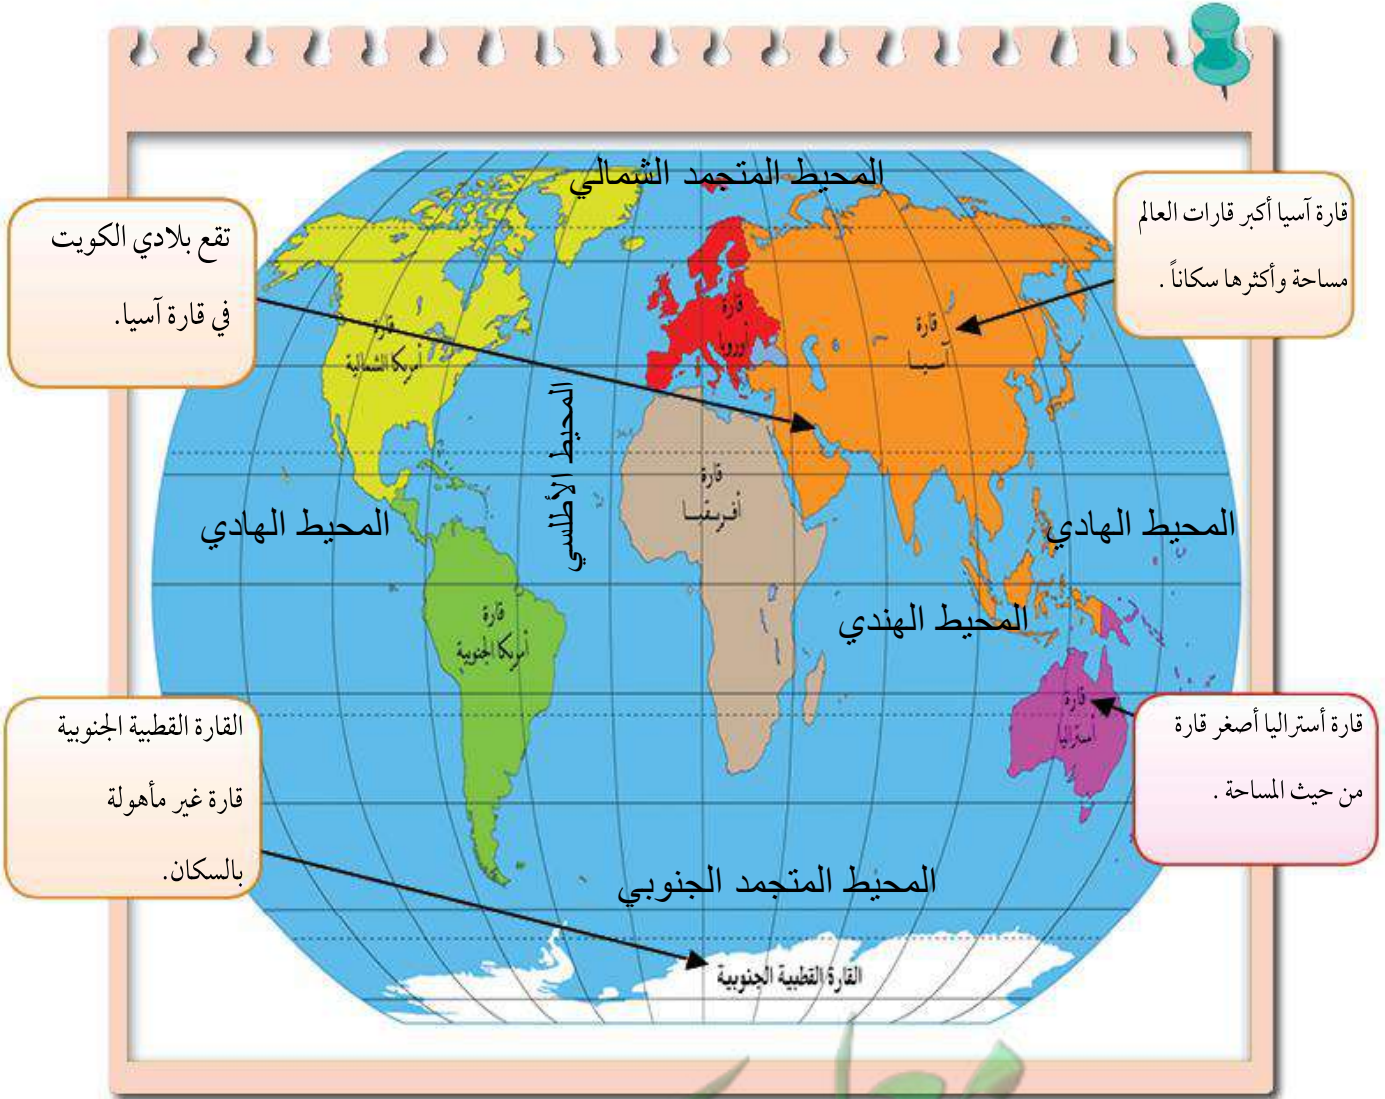 المحيط المتجمد الشمالي
قارة آسيا أكبر قارات العالم
مساحة وأكثرها سكاناً .
تقع بلادي الكويت
في قارة آسيا.
قارة
أوروبا
قارة
آسيا
قارة
أمريكا الشمالية
المحيط الأطلسي
قارة
أفريقيا
المحيط الهادي
المحيط الهادي
المحيط الهندي
قارة
أمريكا الجنوبية
قارة
أستراليا
قارة أستراليا أصغر قارة
من حيث المساحة .
القارة القطبية الجنوبية
قارة غير مأهولة
بالسكان.
المحيط المتجمد الجنوبي
القارة القطبية الجنوبية